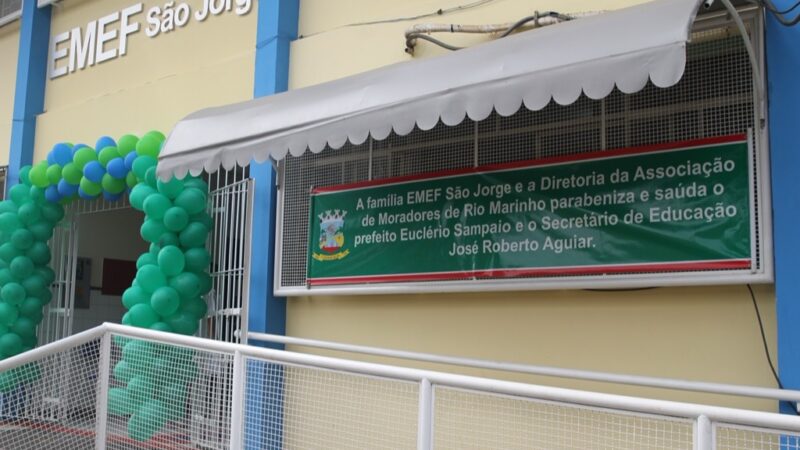 EMEF São Jorge
A família EMEF São Jorge e a Diretoria da Associação
de Moradores de Rio Marinho parabeniza e saúda o
prefeito Euclério Sampaio e o Secretário de Educação
José Roberto Aguiar.